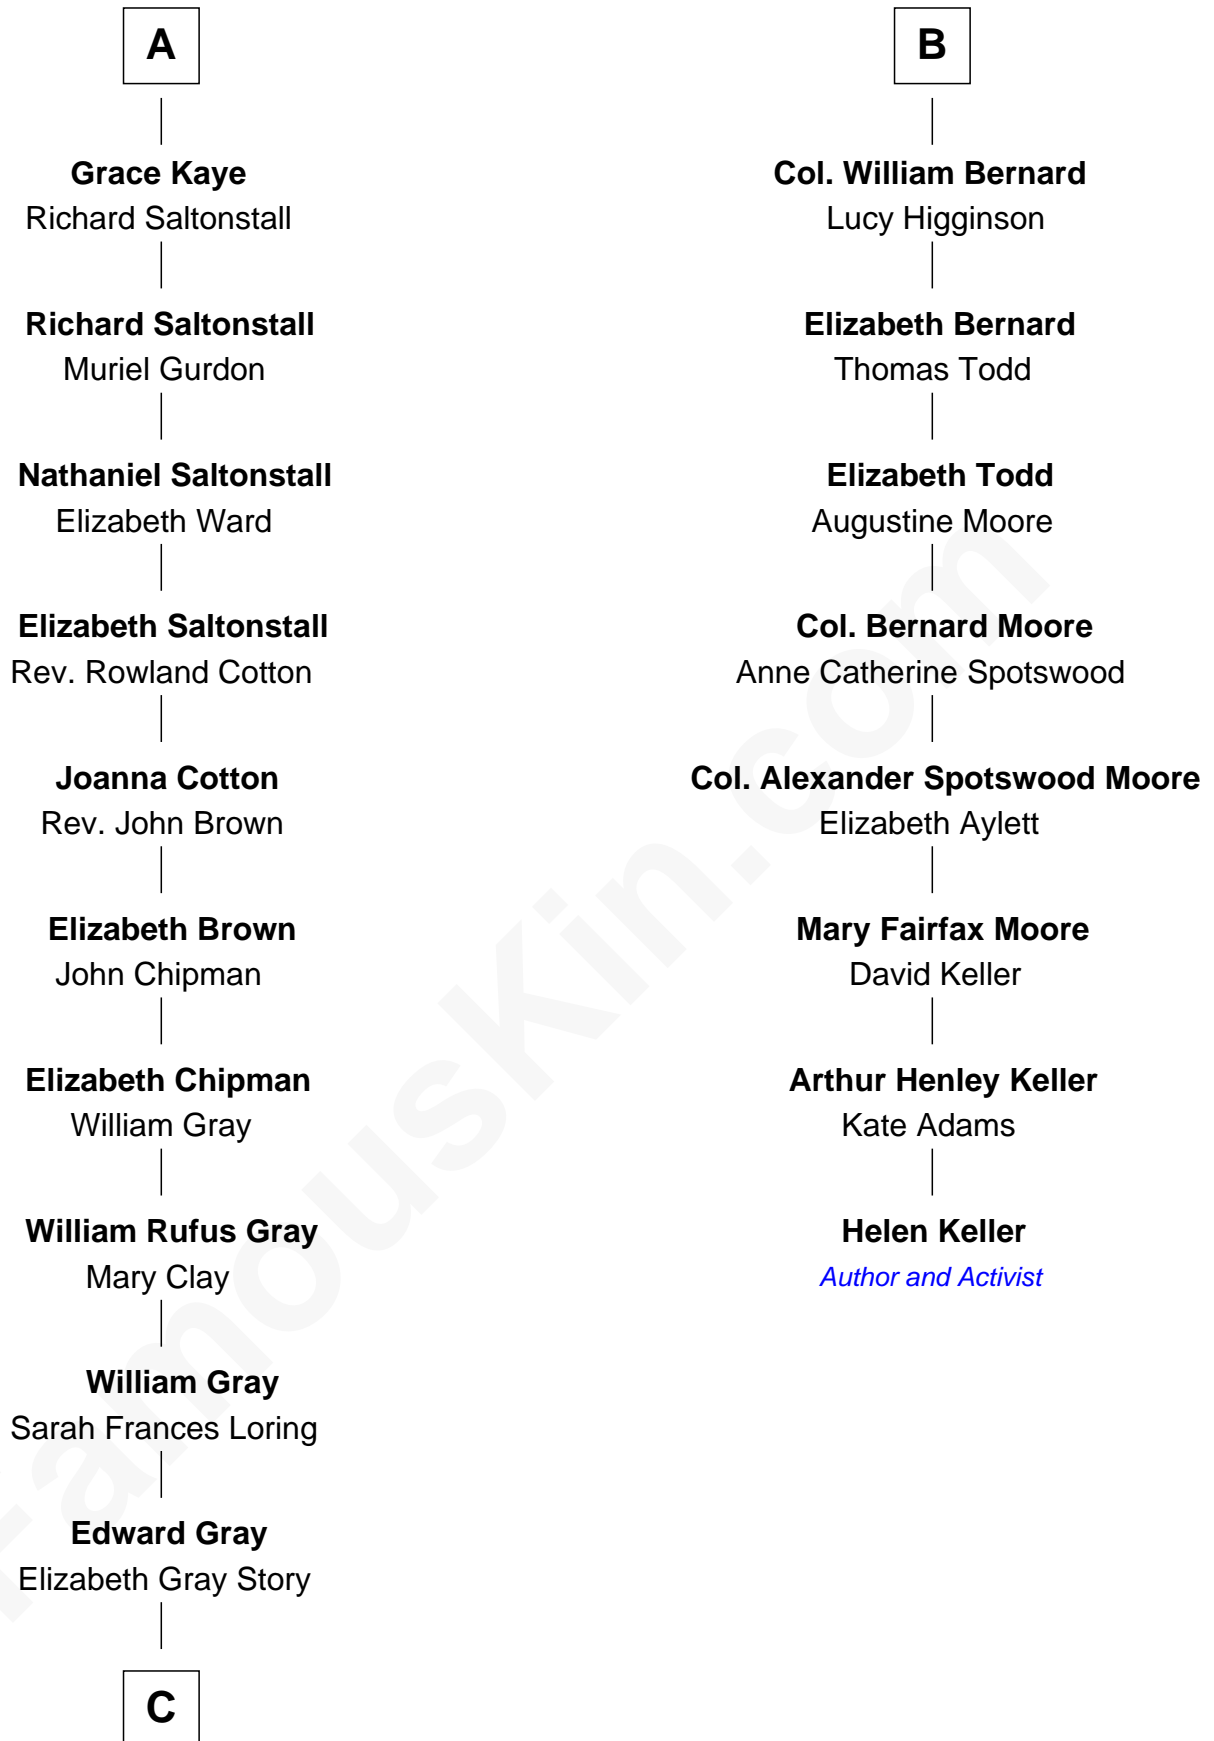 A
Grace Kaye
Richard Saltonstall
Richard Saltonstall
Muriel Gurdon
Nathaniel Saltonstall
Elizabeth Ward
Elizabeth Saltonstall
Rev. Rowland Cotton
Joanna Cotton
Rev. John Brown
Elizabeth Brown
John Chipman
Elizabeth Chipman
William Gray
William Rufus Gray
Mary Clay
William Gray
Sarah Frances Loring
Edward Gray
Elizabeth Gray Story
C
B
Col. William Bernard
Lucy Higginson
Elizabeth Bernard
Thomas Todd
Elizabeth Todd
Augustine Moore
Col. Bernard Moore
Anne Catherine Spotswood
Col. Alexander Spotswood Moore
Elizabeth Aylett
Mary Fairfax Moore
David Keller
Arthur Henley Keller
Kate Adams
Helen Keller
Author and Activist
FamousKin.com